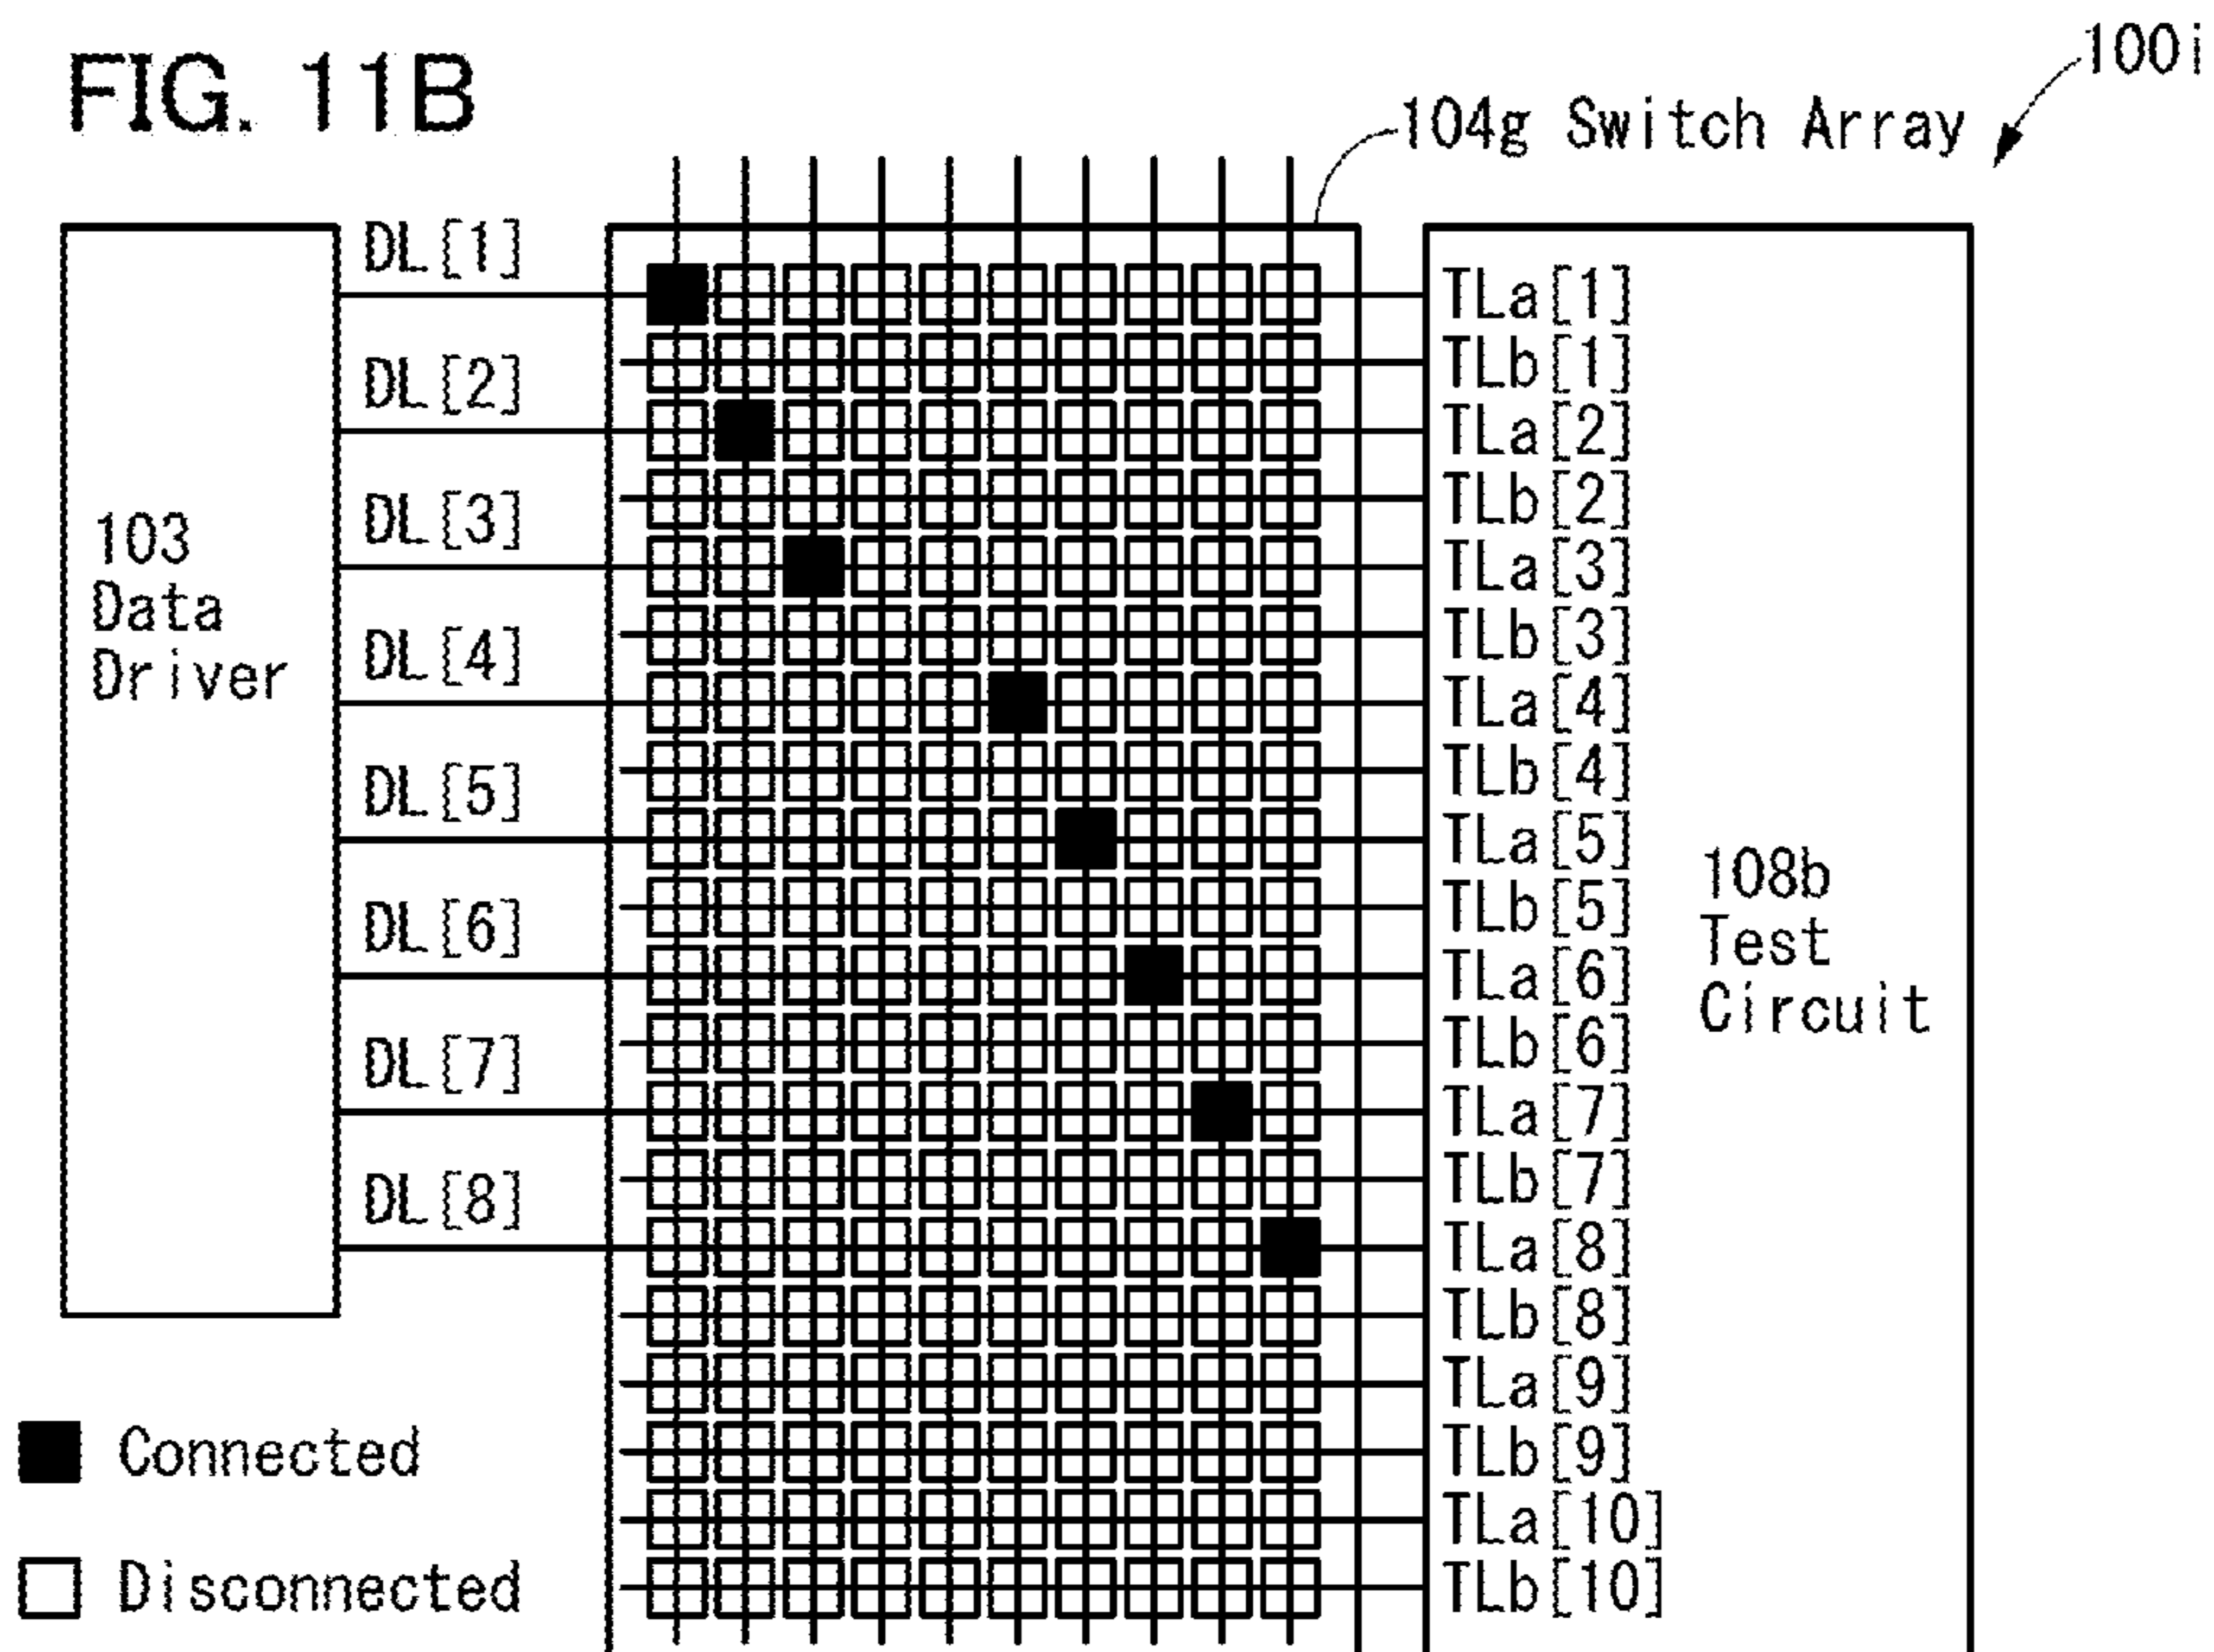 FIG. 11B
100i
104g Switch Array
DL[1]
DL[2]
DL[3]
DL[4]
DL[5]
DL[6]
DL[7]
DL[8]
103
Data
Driver
TLa[1]
TLb[1]
TLa[2]
TLb[2]
TLa[3]
TLb[3]
TLa[4]
TLb[4]
TLa[5]
TLb[5]
TLa[6]
TLb[6]
TLa[7]
TLb[7]
TLa[8]
TLb[8]
TLa[9]
TLb[9]
TLa[10]
TLb[10]
108b
Test
Circuit
Connected
Disconnected